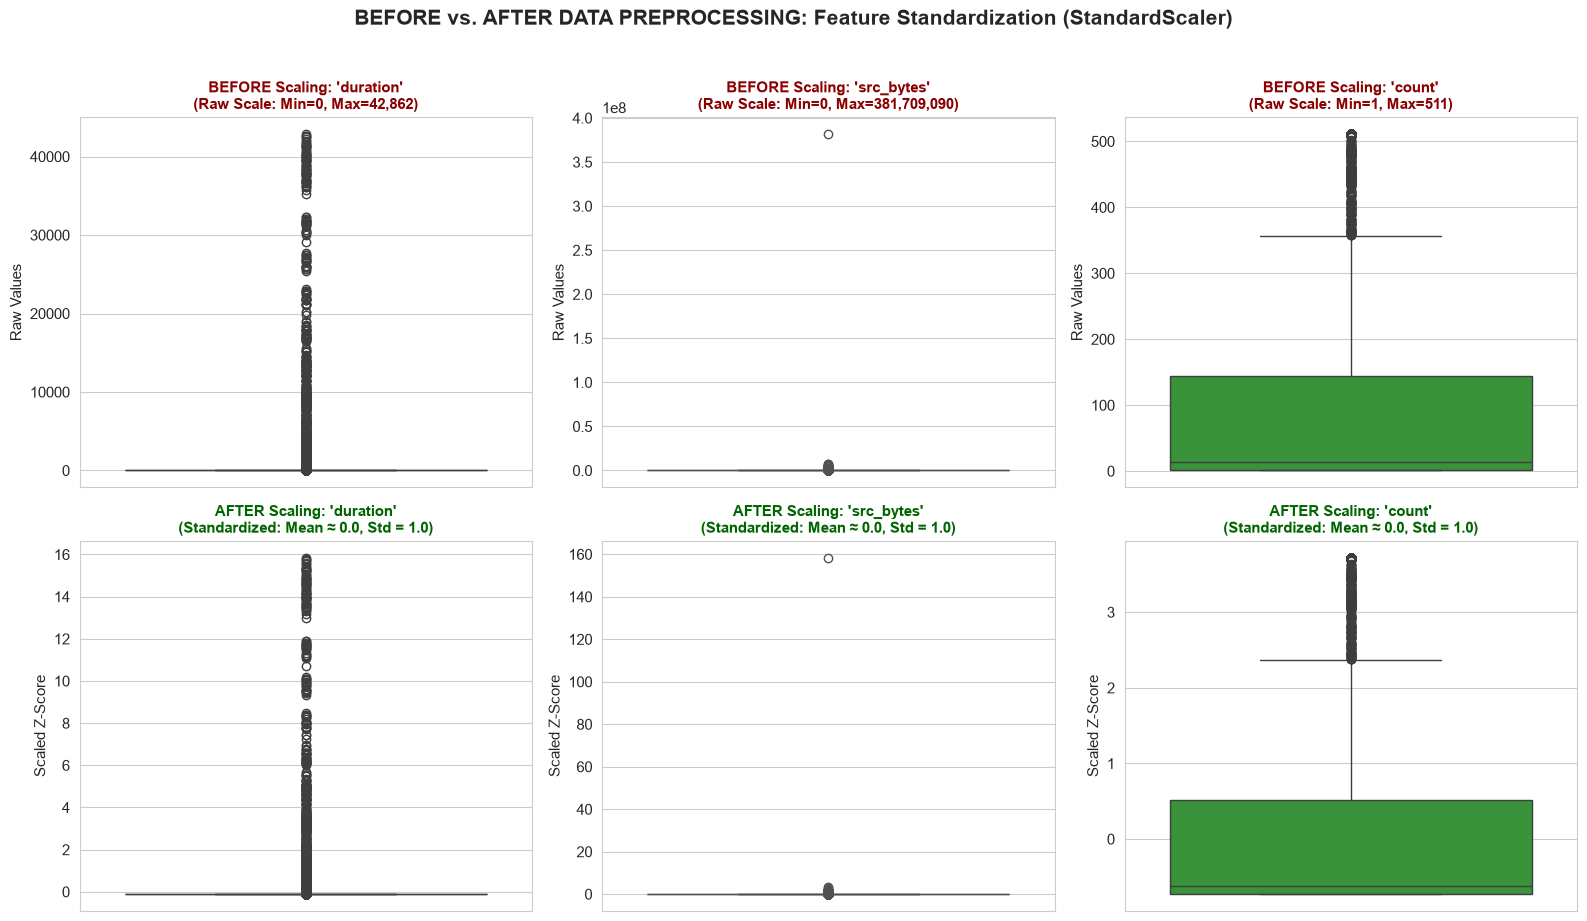 BEFORE vs. AFTER DATA PREPROCESSING: Feature Standardization (StandardScaler)
BEFORE Scaling: 'duration'
(Raw Scale: Min=0, Max=42,862)
Raw Values
40000
30000
20000
10000
0
BEFORE Scaling: 'src_bytes'
(Raw Scale: Min=0, Max=381,709,090)
1e8
Raw Values
4.0
3.5
3.0
2.5
2.0
1.5
1.0
0.5
0.0
BEFORE Scaling: 'count'
(Raw Scale: Min=1, Max=511)
Raw Values
500
400
300
200
100
0
AFTER Scaling: 'duration'
(Standardized: Mean ≈ 0.0, Std = 1.0)
Scaled Z-Score
16
14
12
10
8
6
4
2
0
AFTER Scaling: 'src_bytes'
(Standardized: Mean ≈ 0.0, Std = 1.0)
Scaled Z-Score
160
140
120
100
80
60
40
20
0
AFTER Scaling: 'count'
(Standardized: Mean ≈ 0.0, Std = 1.0)
Scaled Z-Score
3
2
1
0